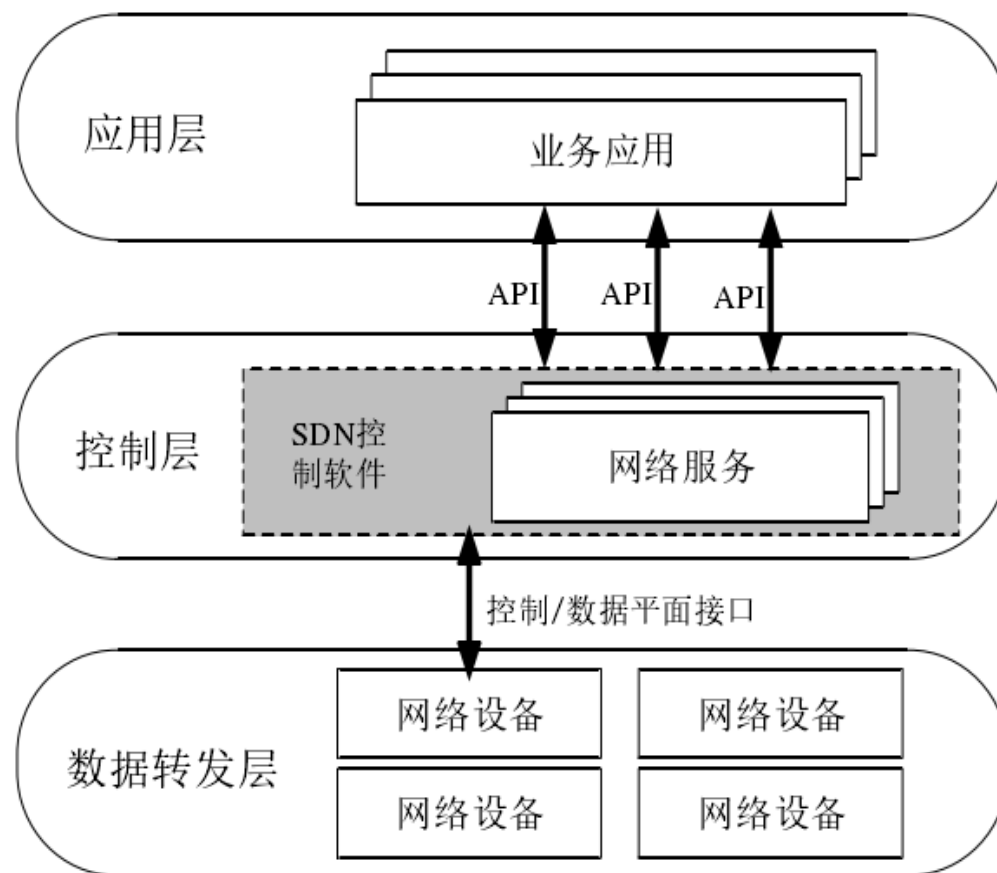 应用层
业务应用
API
API
API
控制层
SDN控
制软件
网络服务
控制/数据平面接口
数据转发层
网络设备
网络设备
网络设备
网络设备